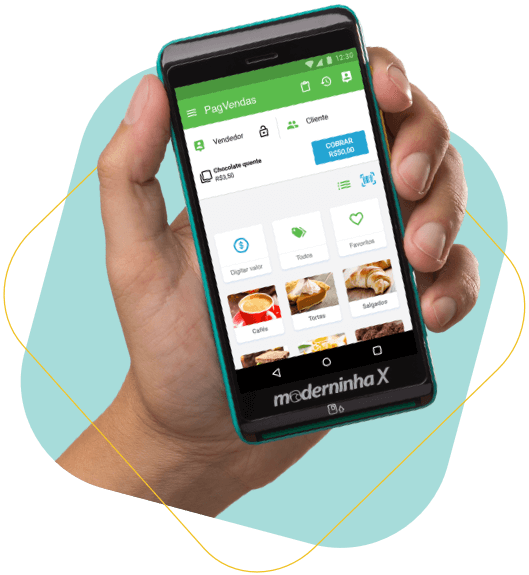 12:30
PagVendas
Vendedor
Cliente
Chocolate quente
R$3,50
COBRAR
R$50,00
Digitar valor
Todos
Favoritos
Cafés
Tortas
Salgados
moderninha X